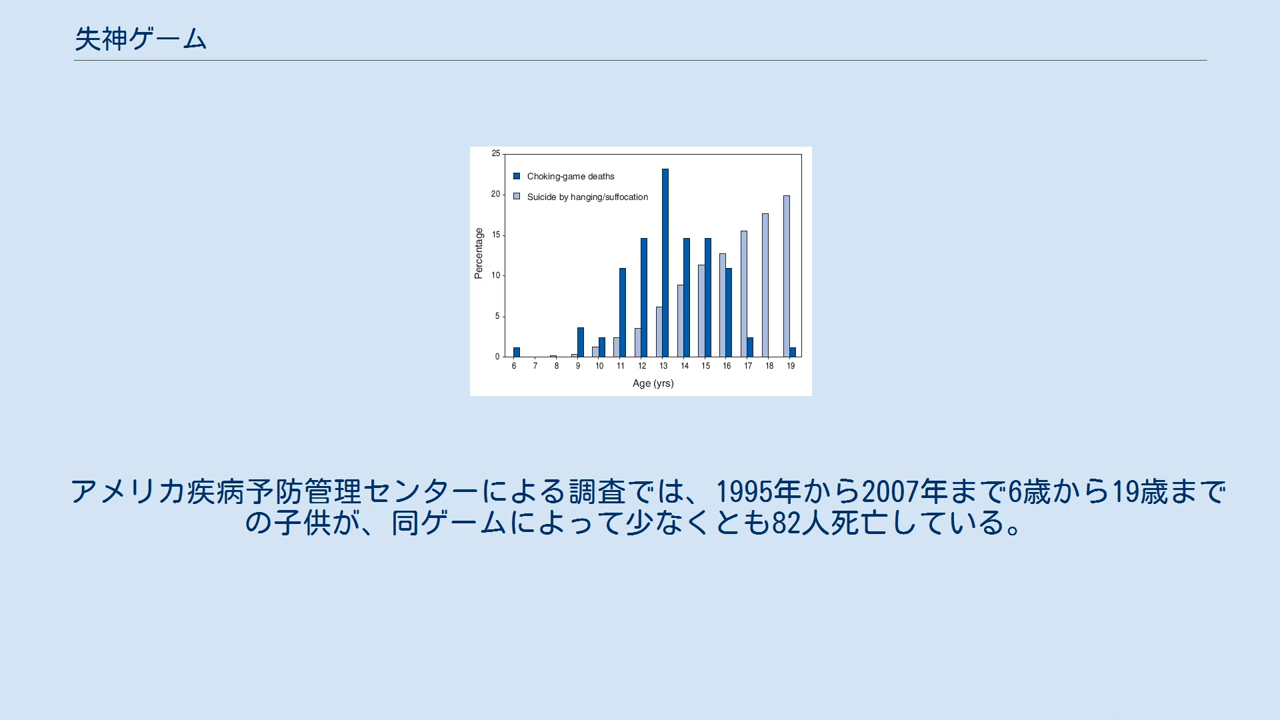 失神ゲーム
25
20
15
10
5
0
Percentage
Choking-game deaths
Suicide by hanging/suffocation
6 7 8 9 10 11 12 13 14 15 16 17 18 19
Age (yrs)
アメリカ疾病予防管理センターによる調査では、1995年から2007年まで6歳から19歳まで
の子供が、同ゲームによって少なくとも82人死亡している。